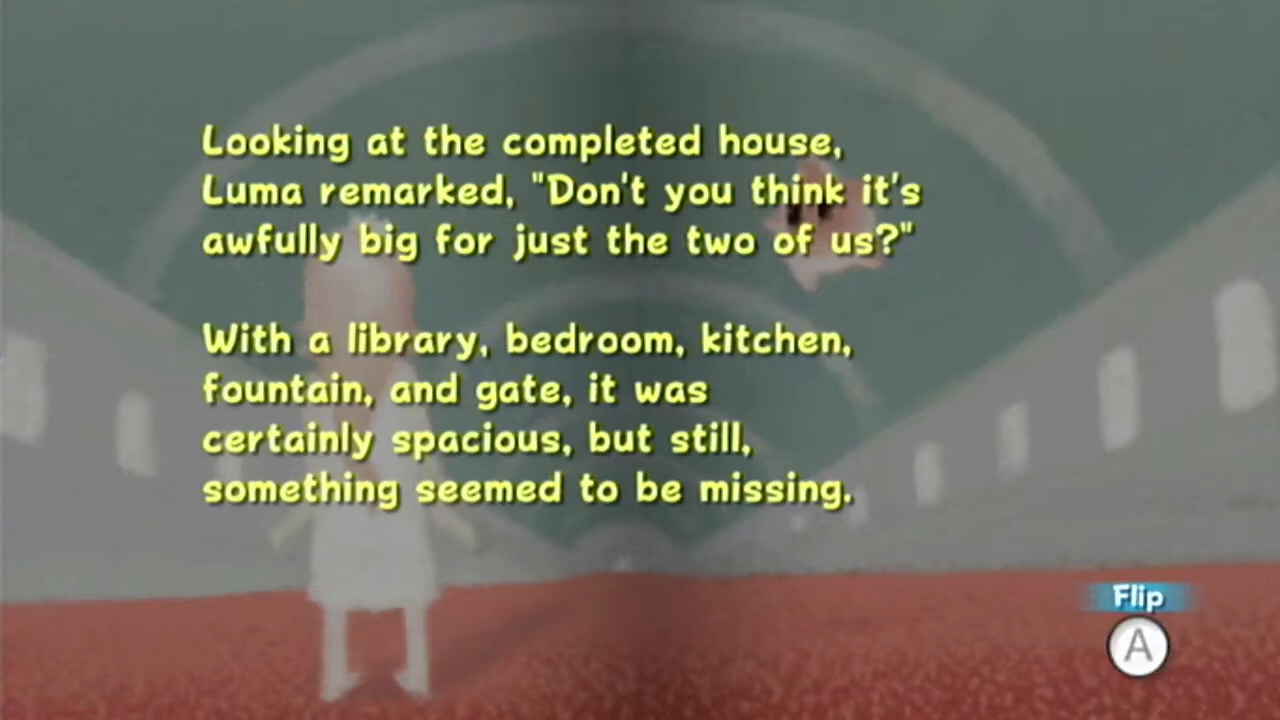 Looking at the completed house,
Luma remarked, "Don't you think it's
awfully big for just the two of us?"
With a library, bedroom, kitchen,
fountain, and gate, it was
certainly spacious, but still,
something seemed to be missing.
Flip
A